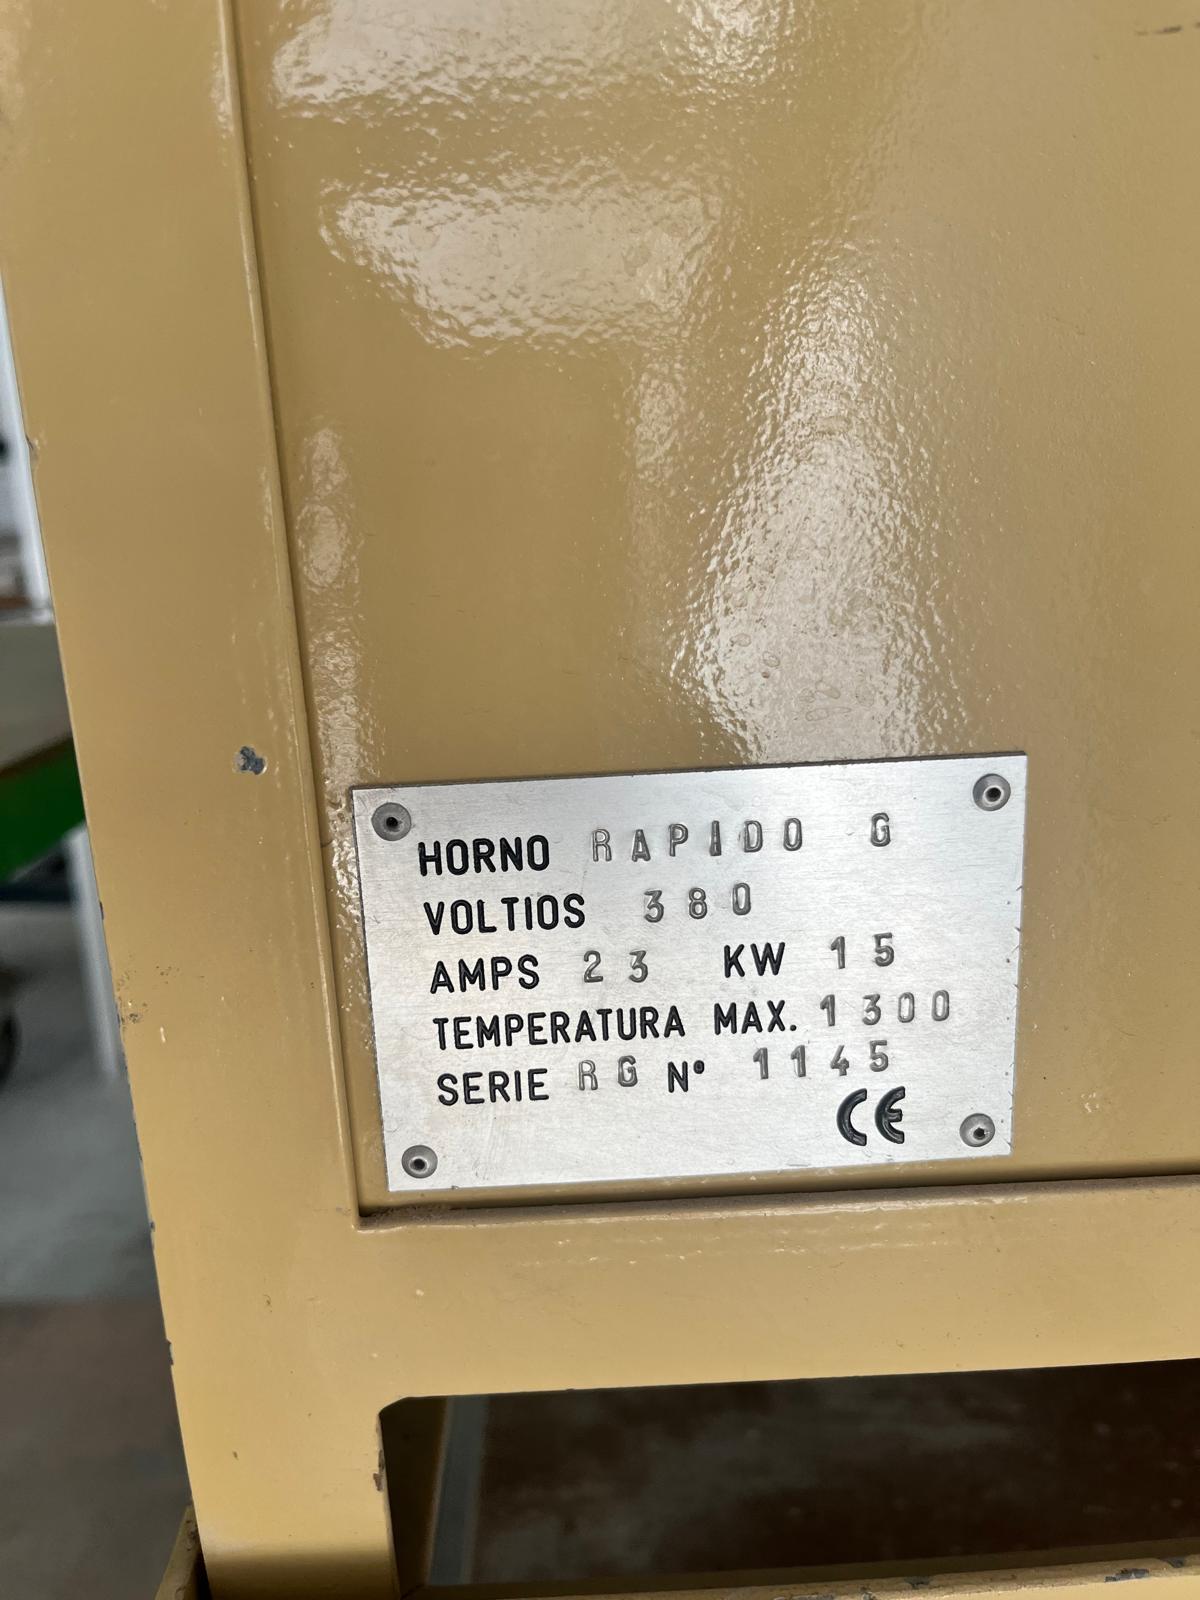 HORNO RAPIDO G
VOLTIOS 380
AMPS 23 KW 15
TEMPERATURA MAX. 1300
SERIE RG Nº 1145
CE